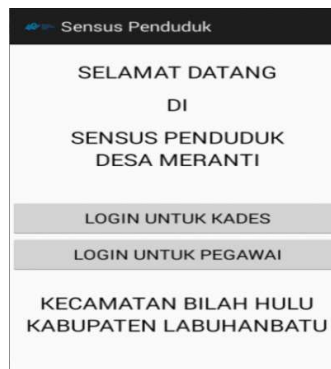 Sensus Penduduk
SELAMAT DATANG
DI
SENSUS PENDUDUK
DESA MERANTI
LOGIN UNTUK KADES
LOGIN UNTUK PEGAWAI
KECAMATAN BILAH HULU
KABUPATEN LABUHANBATU